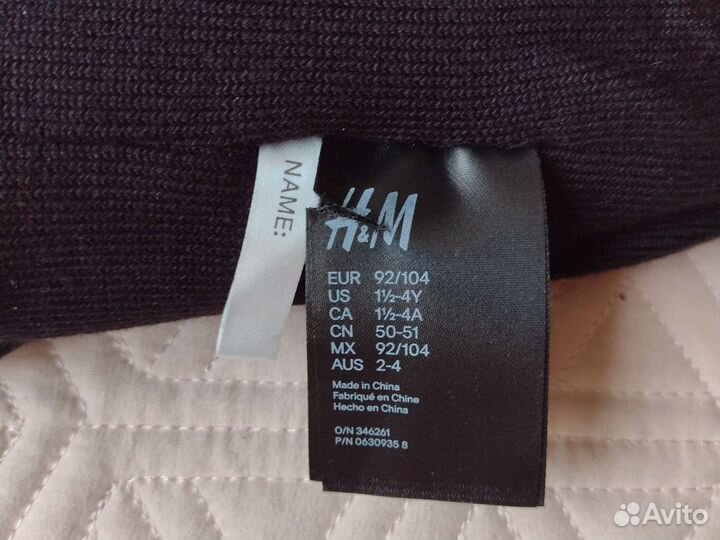 NAME:
H&M
EUR 92/104
US 1½-4Y
CA 1½-4A
CN 50-51
MX 92/104
AUS 2-4
Made in China
Fabriqué en Chine
Hecho en China
O/N 346261
P/N 0630935 8
Avito